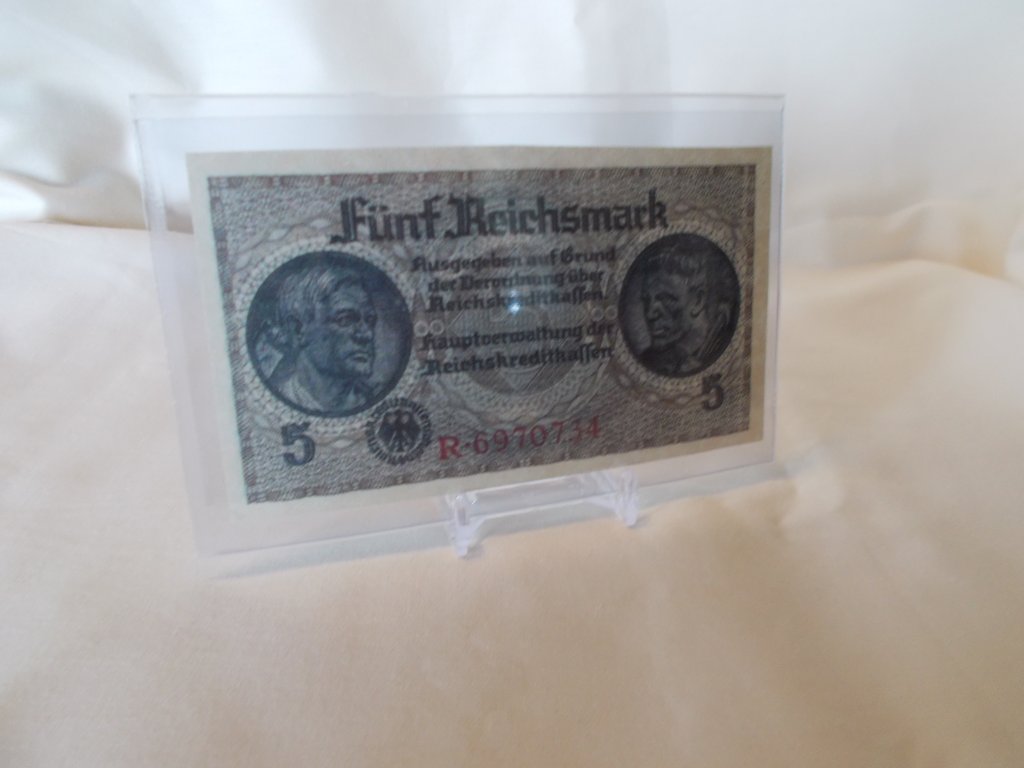 Fünf Reichsmark
Ausgegeben auf Grund
der Verordnung über
Reichskreditkassen.
Hauptverwaltung der
Reichskreditkassen
5
5
R·6970734